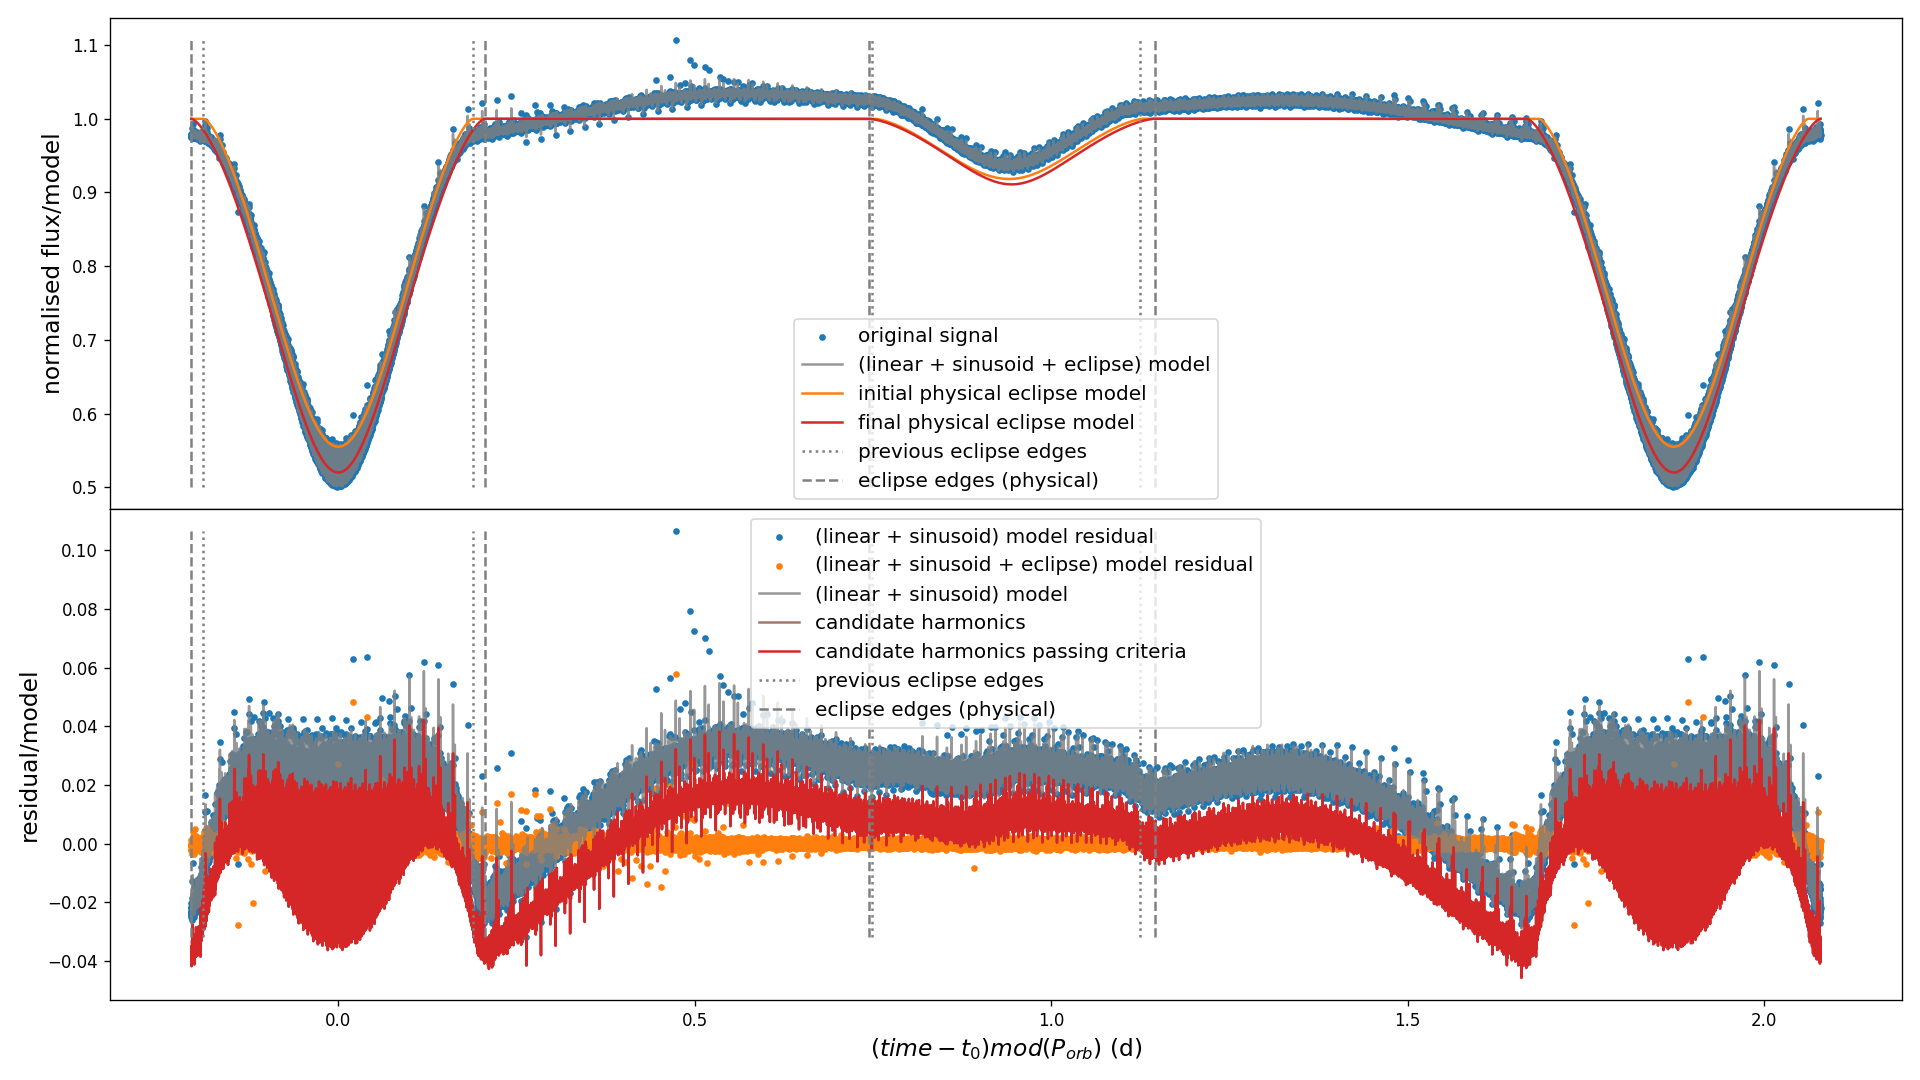 normalised flux/model
1.1
1.0
0.9
0.8
0.7
0.6
0.5
original signal
(linear + sinusoid + eclipse) model
initial physical eclipse model
final physical eclipse model
previous eclipse edges
eclipse edges (physical)
residual/model
0.10
0.08
0.06
0.04
0.02
0.00
−0.02
−0.04
(linear + sinusoid) model residual
(linear + sinusoid + eclipse) model residual
(linear + sinusoid) model
candidate harmonics
candidate harmonics passing criteria
previous eclipse edges
eclipse edges (physical)
0.0 0.5 1.0 1.5 2.0
(time − t₀)mod(P_orb) (d)